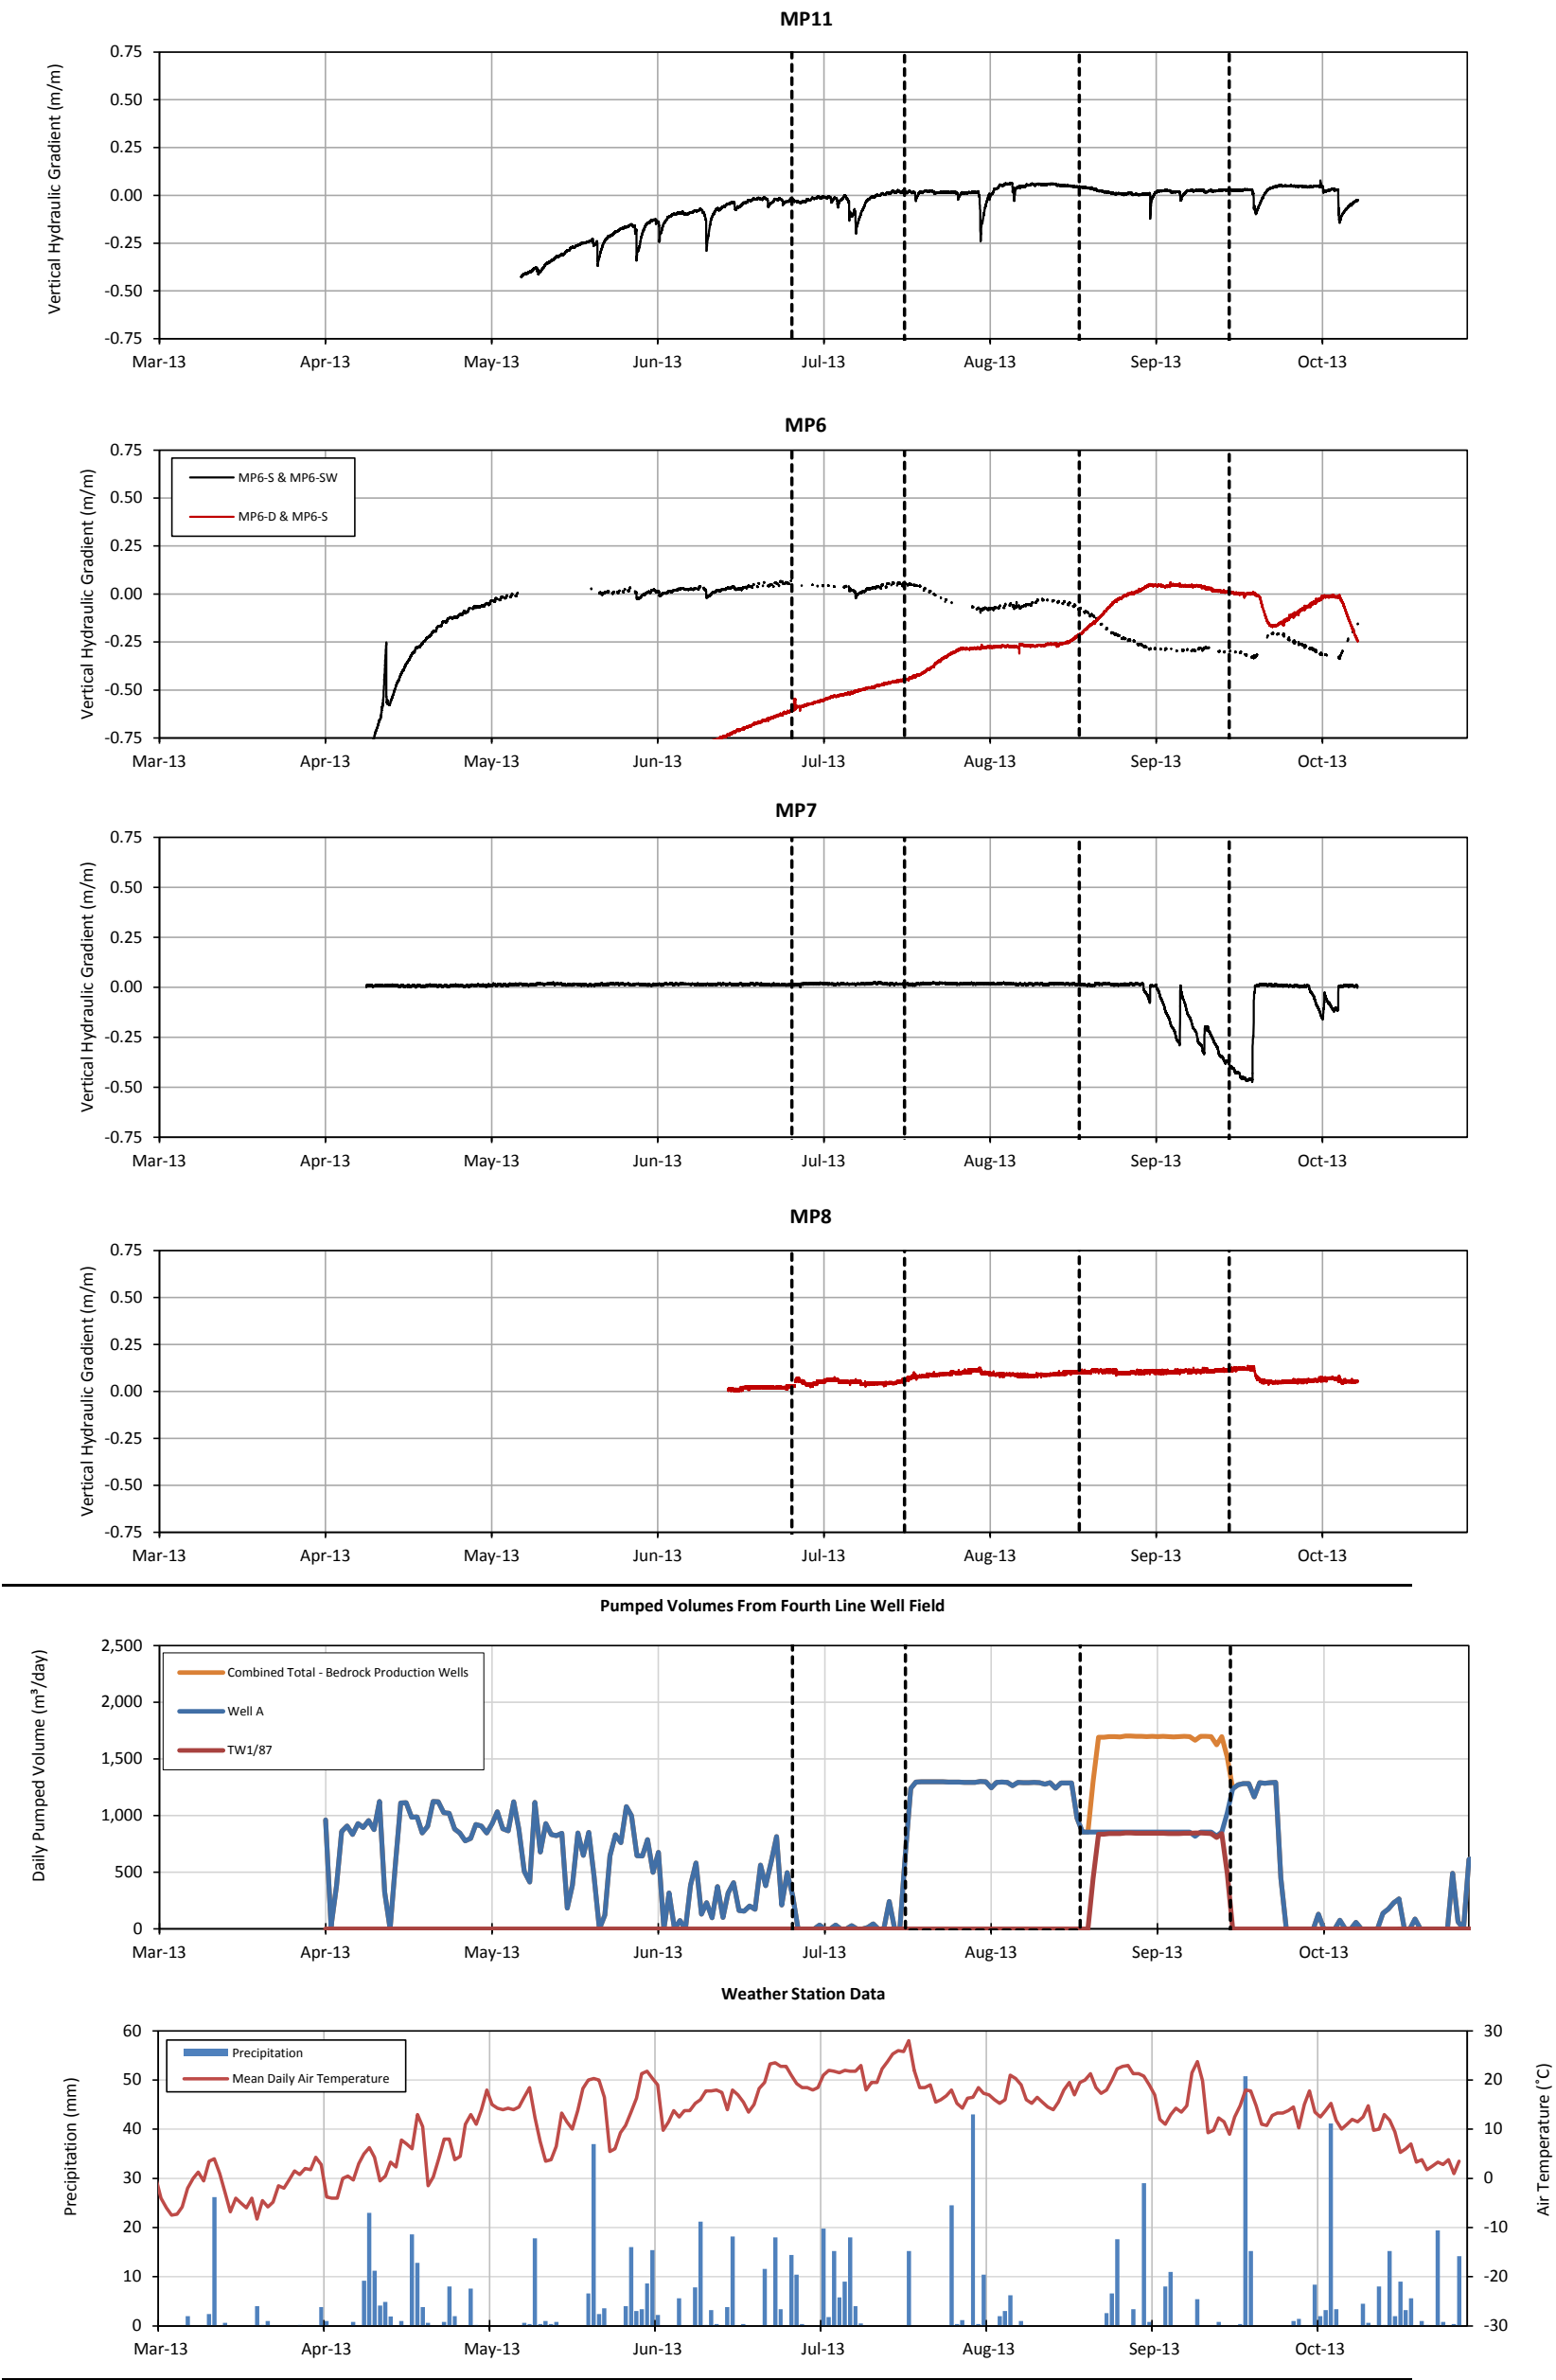 MP11
Vertical Hydraulic Gradient (m/m)
0.75
0.50
0.25
0.00
-0.25
-0.50
-0.75
Mar-13 Apr-13 May-13 Jun-13 Jul-13 Aug-13 Sep-13 Oct-13
MP6
Vertical Hydraulic Gradient (m/m)
0.75
0.50
0.25
0.00
-0.25
-0.50
-0.75
MP6-S & MP6-SW
MP6-D & MP6-S
Mar-13 Apr-13 May-13 Jun-13 Jul-13 Aug-13 Sep-13 Oct-13
MP7
Vertical Hydraulic Gradient (m/m)
0.75
0.50
0.25
0.00
-0.25
-0.50
-0.75
Mar-13 Apr-13 May-13 Jun-13 Jul-13 Aug-13 Sep-13 Oct-13
MP8
Vertical Hydraulic Gradient (m/m)
0.75
0.50
0.25
0.00
-0.25
-0.50
-0.75
Mar-13 Apr-13 May-13 Jun-13 Jul-13 Aug-13 Sep-13 Oct-13
Pumped Volumes From Fourth Line Well Field
Daily Pumped Volume (m³/day)
2,500
2,000
1,500
1,000
500
0
Combined Total - Bedrock Production Wells
Well A
TW1/87
Mar-13 Apr-13 May-13 Jun-13 Jul-13 Aug-13 Sep-13 Oct-13
Weather Station Data
Precipitation (mm)
60
50
40
30
20
10
0
Precipitation
Mean Daily Air Temperature
30
20
10
0
-10
-20
-30
Air Temperature (˚C)
Mar-13 Apr-13 May-13 Jun-13 Jul-13 Aug-13 Sep-13 Oct-13